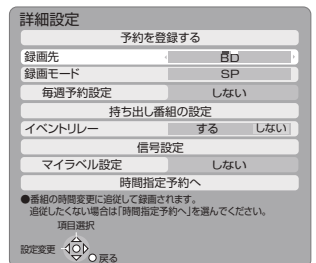 詳細設定
予約を登録する
録画先 BD
録画モード SP
毎週予約設定 しない
持ち出し番組の設定
イベントリレー する しない
信号設定
マイラベル設定 しない
時間指定予約へ
●番組の時間変更に追従して録画されます。
追従したくない場合は「時間指定予約へ」を選んでください。
項目選択
設定変更 戻る